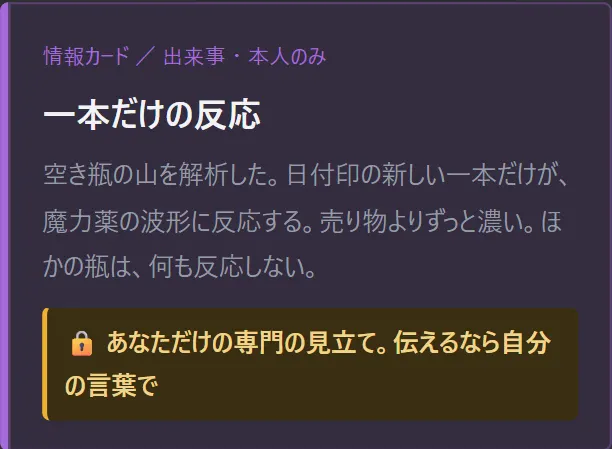 情報カード／出来事・本人のみ
一本だけの反応
空き瓶の山を解析した。日付印の新しい一本だけが、
魔力薬の波形に反応する。売り物よりずっと濃い。ほ
かの瓶は、何も反応しない。
🔒 あなただけの専門の見立て。伝えるなら自分
の言葉で